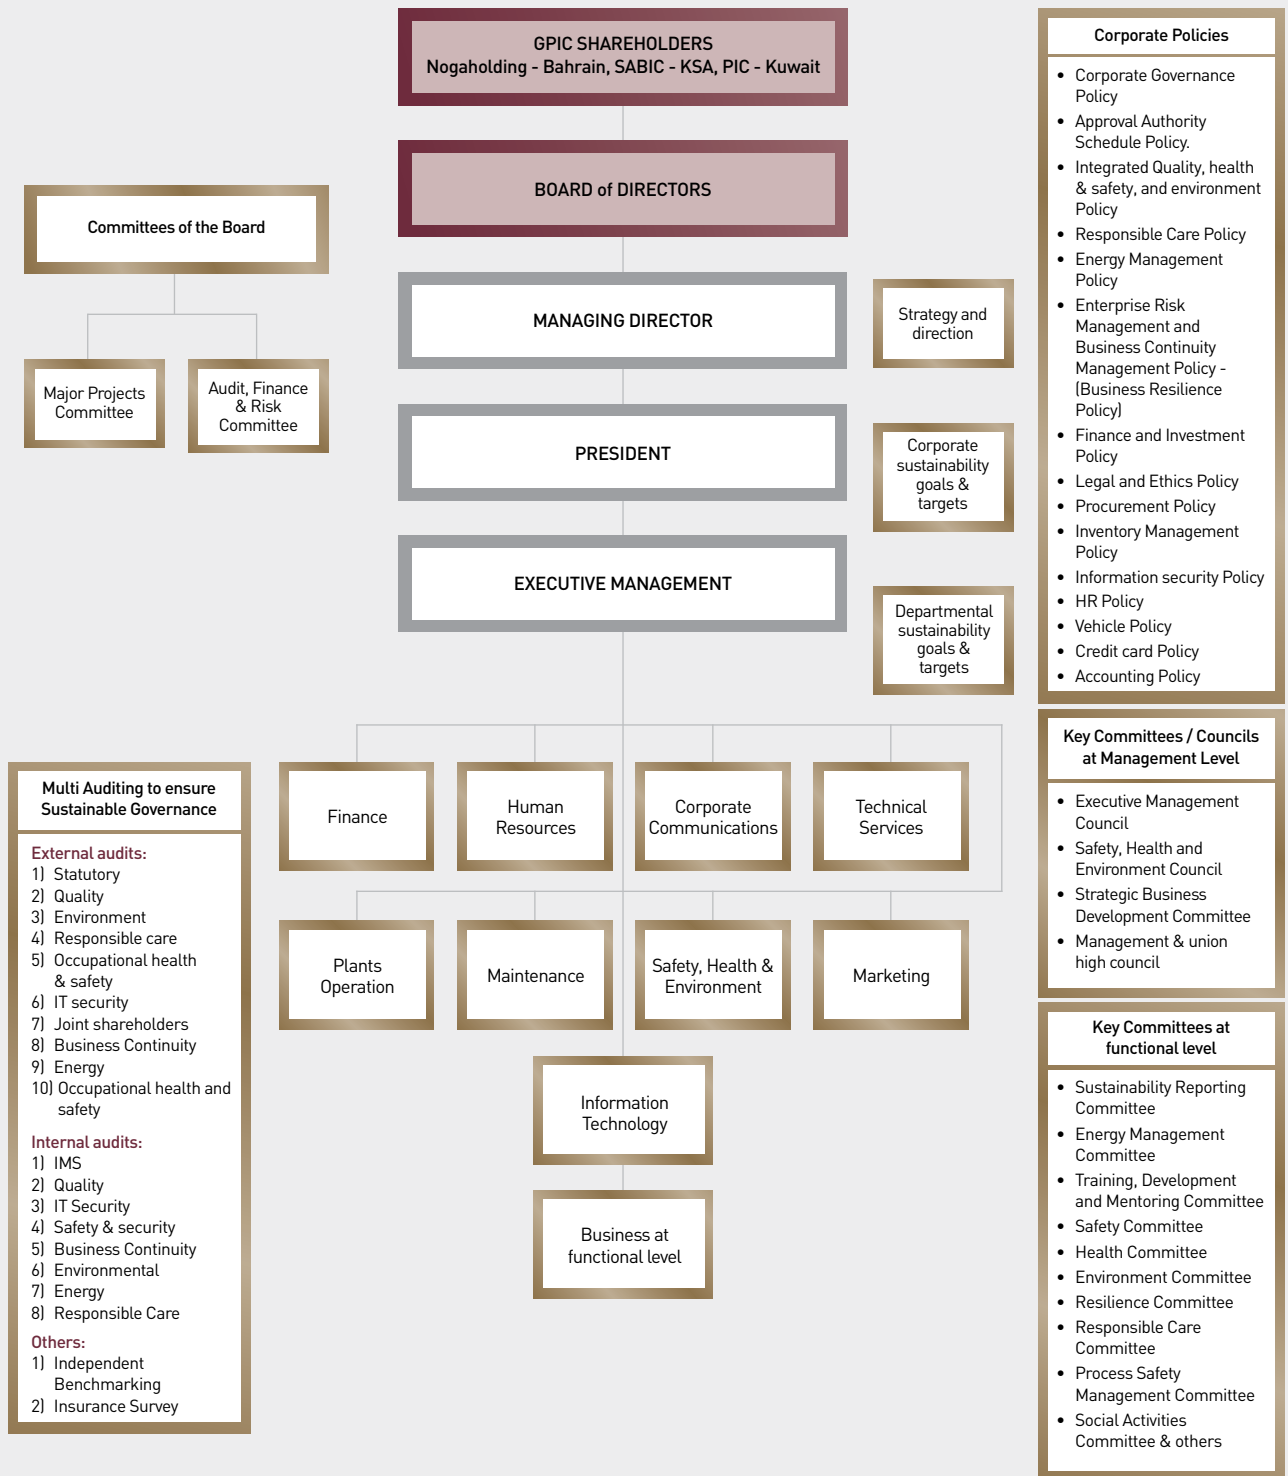 GPIC SHAREHOLDERS
Nogaholding - Bahrain, SABIC - KSA, PIC - Kuwait
BOARD of DIRECTORS
Committees of the Board
Major Projects
Committee
Audit, Finance
& Risk
Committee
MANAGING DIRECTOR
Strategy and
direction
PRESIDENT
Corporate
sustainability
goals &
targets
EXECUTIVE MANAGEMENT
Departmental
sustainability
goals &
targets
Finance
Human
Resources
Corporate
Communications
Technical
Services
Plants
Operation
Maintenance
Safety, Health &
Environment
Marketing
Information
Technology
Business at
functional level
Multi Auditing to ensure
Sustainable Governance
External audits:
1) Statutory
2) Quality
3) Environment
4) Responsible care
5) Occupational health
& safety
6) IT security
7) Joint shareholders
8) Business Continuity
9) Energy
10) Occupational health and
safety
Internal audits:
1) IMS
2) Quality
3) IT Security
4) Safety & security
5) Business Continuity
6) Environmental
7) Energy
8) Responsible Care
Others:
1) Independent
Benchmarking
2) Insurance Survey
Corporate Policies
• Corporate Governance
Policy
• Approval Authority
Schedule Policy.
• Integrated Quality, health
& safety, and environment
Policy
• Responsible Care Policy
• Energy Management
Policy
• Enterprise Risk
Management and
Business Continuity
Management Policy -
(Business Resilience
Policy)
• Finance and Investment
Policy
• Legal and Ethics Policy
• Procurement Policy
• Inventory Management
Policy
• Information security Policy
• HR Policy
• Vehicle Policy
• Credit card Policy
• Accounting Policy
Key Committees / Councils
at Management Level
• Executive Management
Council
• Safety, Health and
Environment Council
• Strategic Business
Development Committee
• Management & union
high council
Key Committees at
functional level
• Sustainability Reporting
Committee
• Energy Management
Committee
• Training, Development
and Mentoring Committee
• Safety Committee
• Health Committee
• Environment Committee
• Resilience Committee
• Responsible Care
Committee
• Process Safety
Management Committee
• Social Activities
Committee & others